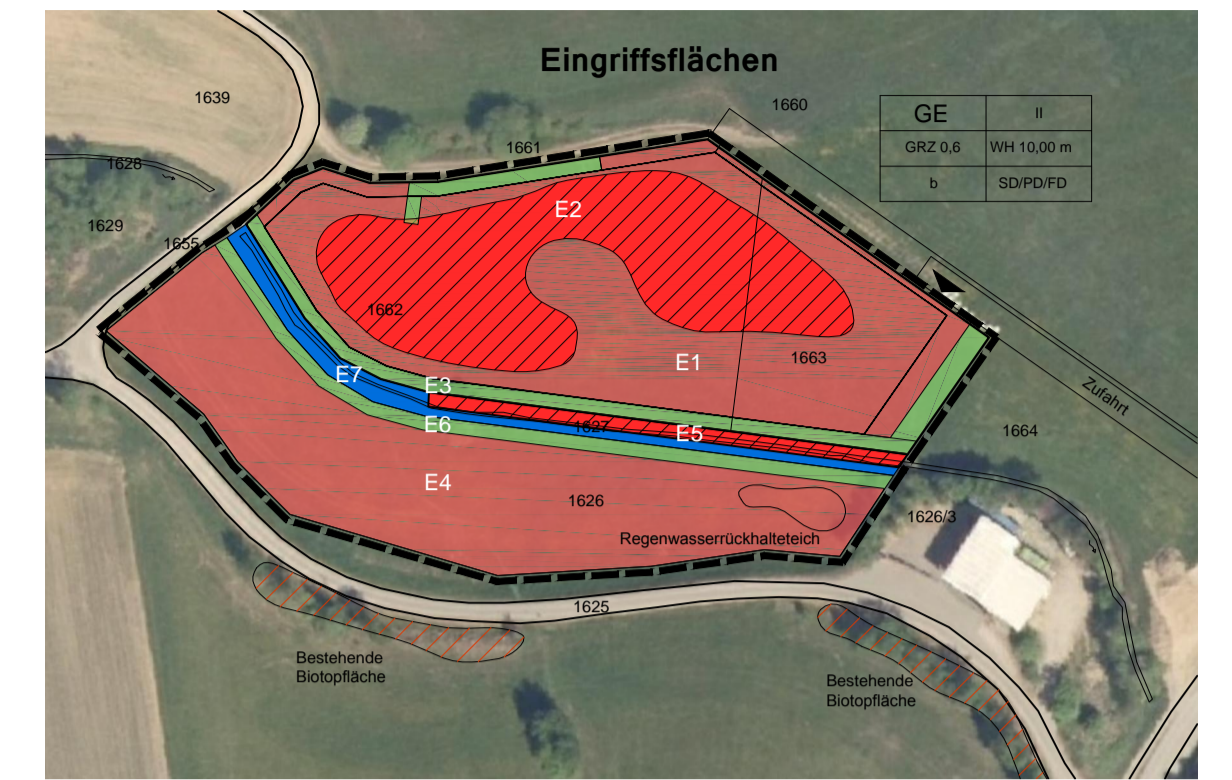 Eingriffsflächen
1639
1660
GE II
GRZ 0,6 WH 10,00 m
b SD/PD/FD
1661
1628
1629
1655
E2
1662
E1
1663
E7
E3
Zufahrt
E6
1627
E5
1664
E4
1626
1626/3
Regenwasserrückhalteteich
1625
Bestehende
Biotopfläche
Bestehende
Biotopfläche